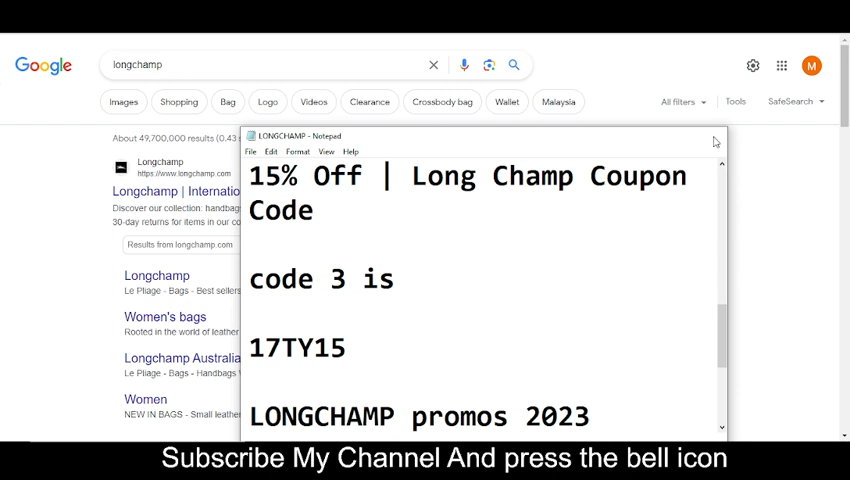 Google
longchamp
Images
Shopping
Bag
Logo
Videos
Clearance
Crossbody bag
Wallet
Malaysia
All filters
Tools
SafeSearch
M
About 49,700,000 results (0.43
Longchamp
https://www.longchamp.com
Longchamp | Internatio
Discover our collection: handbag
30-day returns for items in our co
Results from longchamp.com
Longchamp
Le Pliage - Bags - Best sellers
Women's bags
Rooted in the world of leather
Longchamp Australia
Le Pliage - Bags - Handbags
Women
NEW IN BAGS - Small leathe
LONGCHAMP - Notepad
File Edit Format View Help
15% Off | Long Champ Coupon
Code
code 3 is
17TY15
LONGCHAMP promos 2023
Subscribe My Channel And press the bell icon